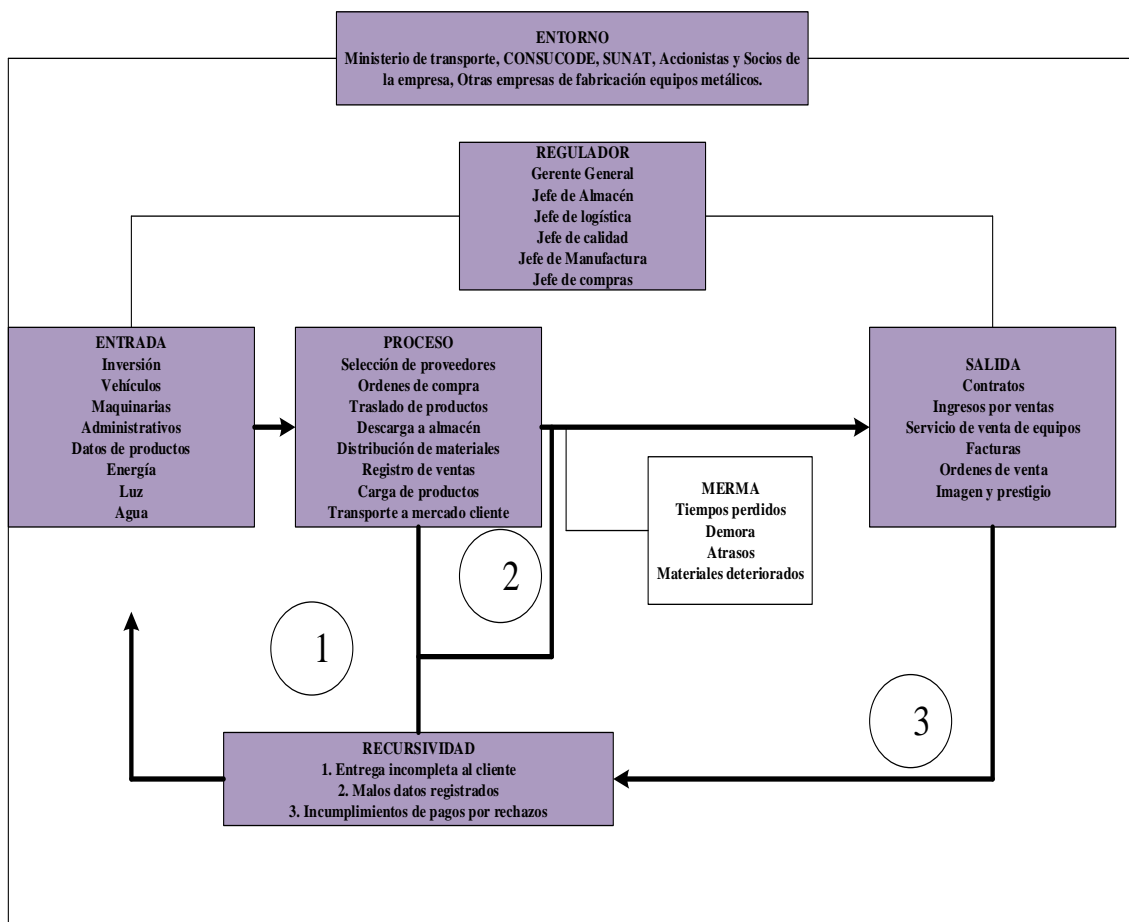 ENTORNO
Ministerio de transporte, CONSUCODE, SUNAT, Accionistas y Socios de
la empresa, Otras empresas de fabricación equipos metálicos.
REGULADOR
Gerente General
Jefe de Almacén
Jefe de logística
Jefe de calidad
Jefe de Manufactura
Jefe de compras
ENTRADA
Inversión
Vehículos
Maquinarias
Administrativos
Datos de productos
Energía
Luz
Agua
PROCESO
Selección de proveedores
Ordenes de compra
Traslado de productos
Descarga a almacén
Distribución de materiales
Registro de ventas
Carga de productos
Transporte a mercado cliente
SALIDA
Contratos
Ingresos por ventas
Servicio de venta de equipos
Facturas
Ordenes de venta
Imagen y prestigio
MERMA
Tiempos perdidos
Demora
Atrasos
Materiales deteriorados
2
1
3
RECURSIVIDAD
1. Entrega incompleta al cliente
2. Malos datos registrados
3. Incumplimientos de pagos por rechazos